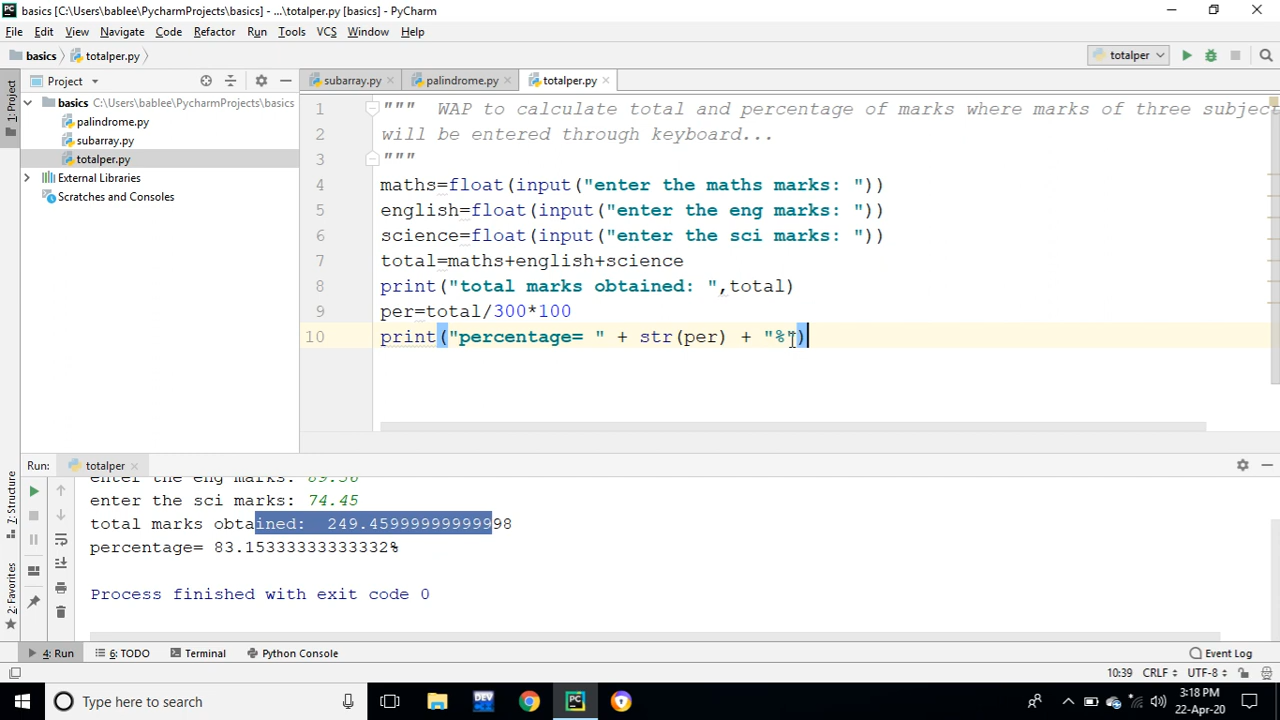 basics [C:\Users\bablee\PycharmProjects\basics] - ...\totalper.py [basics] - PyCharm
File Edit View Navigate Code Refactor Run Tools VCS Window Help
basics totalper.py totalper
Project subarray.py palindrome.py totalper.py
1: Project
basics C:\Users\bablee\PycharmProjects\basics
palindrome.py
subarray.py
totalper.py
External Libraries
Scratches and Consoles
1 """ WAP to calculate total and percentage of marks where marks of three subject
2 will be entered through keyboard...
3 """
4 maths=float(input("enter the maths marks: "))
5 english=float(input("enter the eng marks: "))
6 science=float(input("enter the sci marks: "))
7 total=maths+english+science
8 print("total marks obtained: ",total)
9 per=total/300*100
10 print("percentage= " + str(per) + "%")
Run: totalper
7: Structure
2: Favorites
enter the eng marks:
enter the sci marks: 74.45
total marks obtained:  249.45999999999998
percentage= 83.15333333333332%
Process finished with exit code 0
4: Run 6: TODO Terminal Python Console Event Log
10:39 CRLF UTF-8
Type here to search
DEV
PC
3:18 PM
22-Apr-20